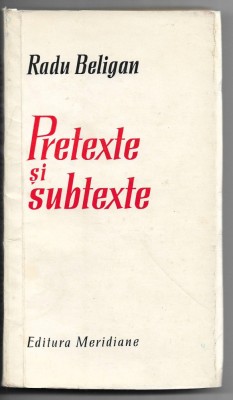 Radu Beligan
Pretexte
și
subtexte
Editura Meridiane